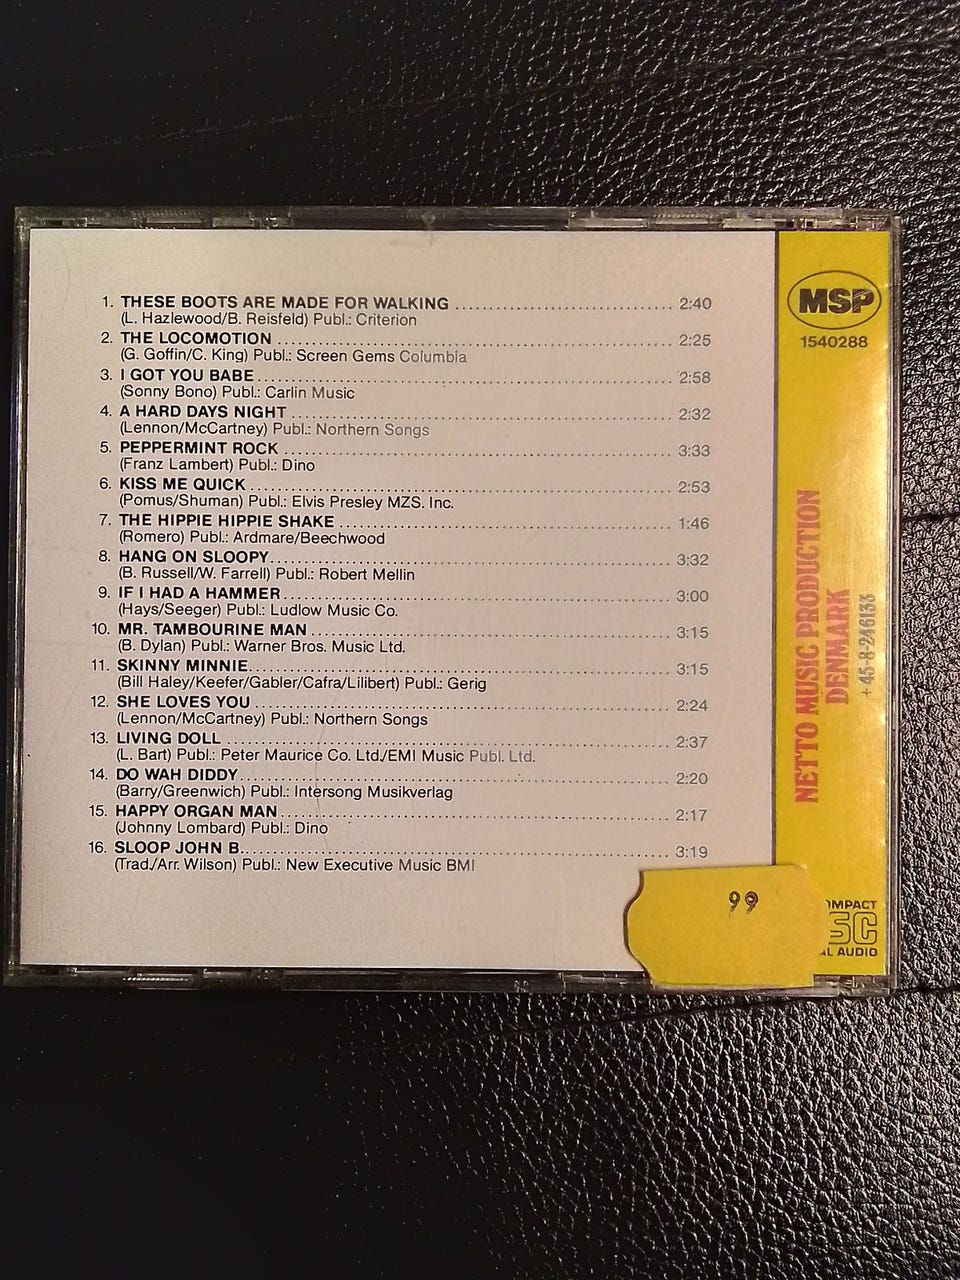 1. THESE BOOTS ARE MADE FOR WALKING ........ 2:40
(L. Hazlewood/B. Reisfeld) Publ.: Criterion
2. THE LOCOMOTION ........ 2:25
(G. Goffin/C. King) Publ.: Screen Gems Columbia
3. I GOT YOU BABE ........ 2:58
(Sonny Bono) Publ.: Carlin Music
4. A HARD DAYS NIGHT ........ 2:32
(Lennon/McCartney) Publ.: Northern Songs
5. PEPPERMINT ROCK ........ 3:33
(Franz Lambert) Publ.: Dino
6. KISS ME QUICK ........ 2:53
(Pomus/Shuman) Publ.: Elvis Presley MZS. Inc.
7. THE HIPPIE HIPPIE SHAKE ........ 1:46
(Romero) Publ.: Ardmare/Beechwood
8. HANG ON SLOOPY ........ 3:32
(B. Russell/W. Farrell) Publ.: Robert Mellin
9. IF I HAD A HAMMER ........ 3:00
(Hays/Seeger) Publ.: Ludlow Music Co.
10. MR. TAMBOURINE MAN ........ 3:15
(B. Dylan) Publ.: Warner Bros. Music Ltd.
11. SKINNY MINNIE ........ 3:15
(Bill Haley/Keefer/Gabler/Cafra/Lilibert) Publ.: Gerig
12. SHE LOVES YOU ........ 2:24
(Lennon/McCartney) Publ.: Northern Songs
13. LIVING DOLL ........ 2:37
(L. Bart) Publ.: Peter Maurice Co. Ltd./EMI Music Publ. Ltd.
14. DO WAH DIDDY ........ 2:20
(Barry/Greenwich) Publ.: Intersong Musikverlag
15. HAPPY ORGAN MAN ........ 2:17
(Johnny Lombard) Publ.: Dino
16. SLOOP JOHN B. ........ 3:19
(Trad./Arr. Wilson) Publ.: New Executive Music BMI
MSP
1540288
NETTO MUSIC PRODUCTION
DENMARK
+45-8-246133
99
OMPACT
SC
AL AUDIO